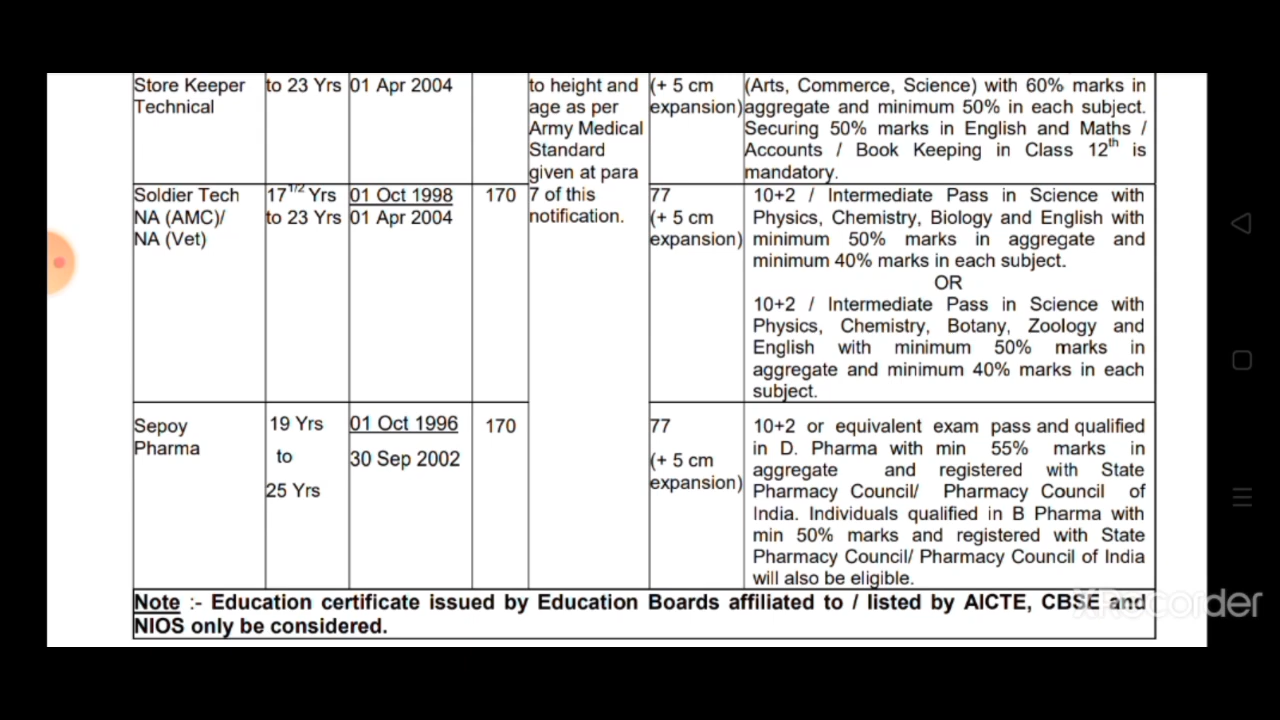 Store Keeper
Technical
to 23 Yrs
01 Apr 2004
to height and
age as per
Army Medical
Standard
given at para
7 of this
notification.
(+ 5 cm
expansion)
(Arts, Commerce, Science) with 60% marks in
aggregate and minimum 50% in each subject.
Securing 50% marks in English and Maths /
Accounts / Book Keeping in Class 12th is
mandatory.
Soldier Tech
NA (AMC)/
NA (Vet)
17 1/2 Yrs
to 23 Yrs
01 Oct 1998
01 Apr 2004
170
77
(+ 5 cm
expansion)
10+2 / Intermediate Pass in Science with
Physics, Chemistry, Biology and English with
minimum 50% marks in aggregate and
minimum 40% marks in each subject.
OR
10+2 / Intermediate Pass in Science with
Physics, Chemistry, Botany, Zoology and
English with minimum 50% marks in
aggregate and minimum 40% marks in each
subject.
Sepoy
Pharma
19 Yrs
to
25 Yrs
01 Oct 1996
30 Sep 2002
170
77
(+ 5 cm
expansion)
10+2 or equivalent exam pass and qualified
in D. Pharma with min 55% marks in
aggregate and registered with State
Pharmacy Council/ Pharmacy Council of
India. Individuals qualified in B Pharma with
min 50% marks and registered with State
Pharmacy Council/ Pharmacy Council of India
will also be eligible.
Note :- Education certificate issued by Education Boards affiliated to / listed by AICTE, CBSE and
NIOS only be considered.
XRecorder